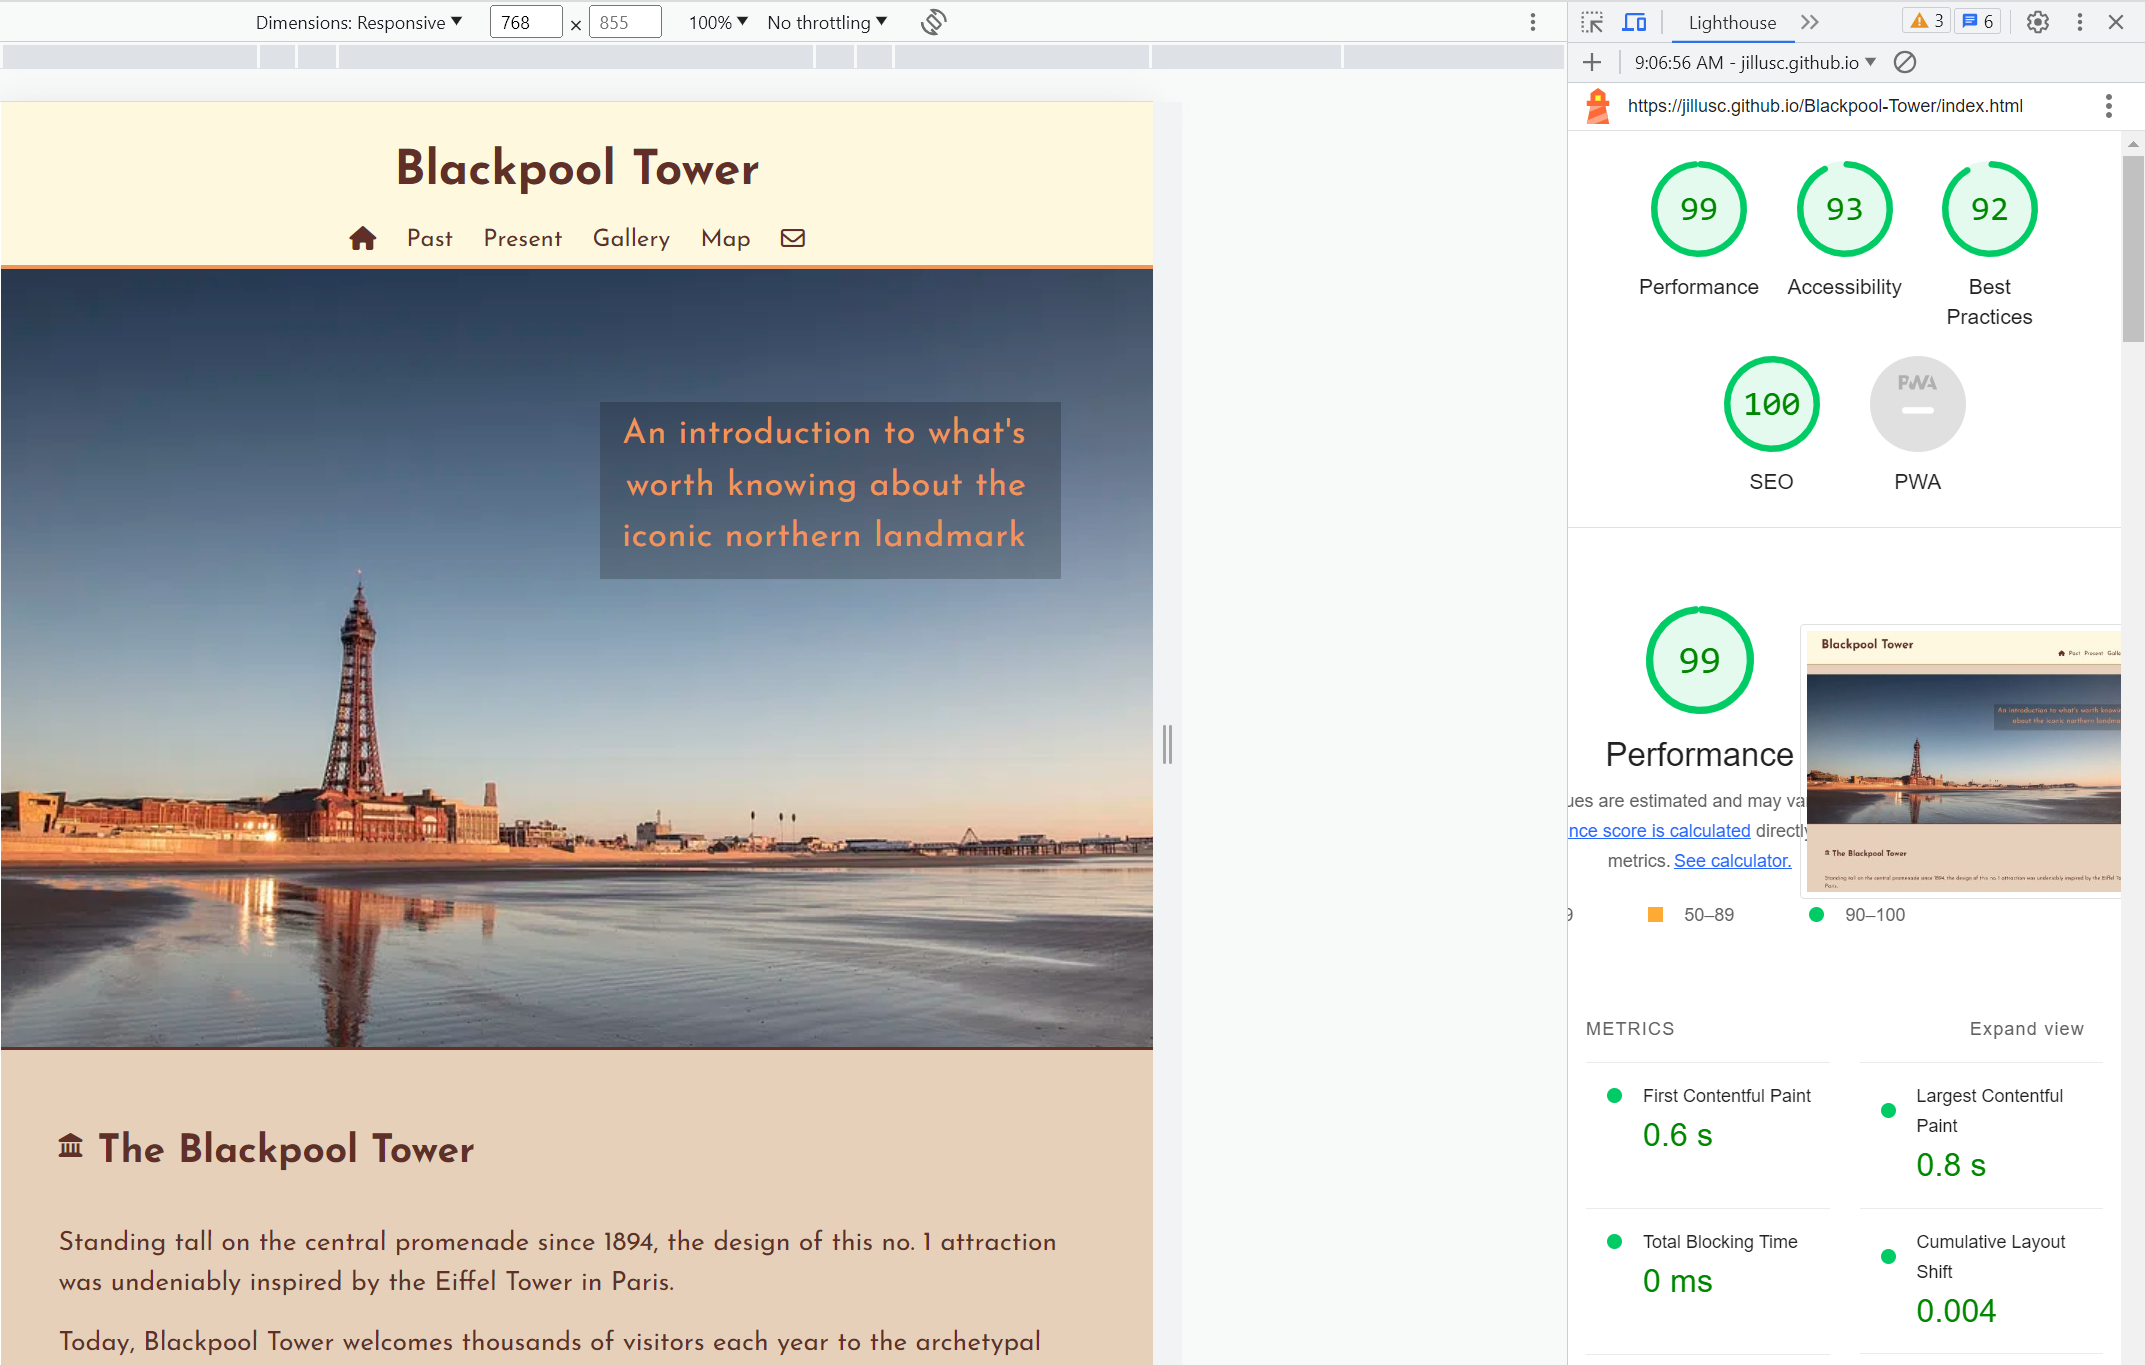 Dimensions: Responsive
768 × 855
100%
No throttling
Lighthouse
3
6
9:06:56 AM - jillusc.github.io
https://jillusc.github.io/Blackpool-Tower/index.html
Blackpool Tower
Past Present Gallery Map
An introduction to what's
worth knowing about the
iconic northern landmark
The Blackpool Tower
Standing tall on the central promenade since 1894, the design of this no. 1 attraction
was undeniably inspired by the Eiffel Tower in Paris.
Today, Blackpool Tower welcomes thousands of visitors each year to the archetypal
99
Performance
93
Accessibility
92
Best
Practices
100
SEO
PWA
PWA
99
Performance
ues are estimated and may va
nce score is calculated directly
metrics. See calculator.
9
50–89
90–100
Blackpool Tower
Past Present Galle
An introduction to what's worth knowin
about the iconic northern landma
The Blackpool Tower
Standing tall on the central promenade since 1894, the design of this no. 1 attraction was undeniably inspired by the Eiffel To
Paris.
METRICS
Expand view
First Contentful Paint
0.6 s
Largest Contentful
Paint
0.8 s
Total Blocking Time
0 ms
Cumulative Layout
Shift
0.004